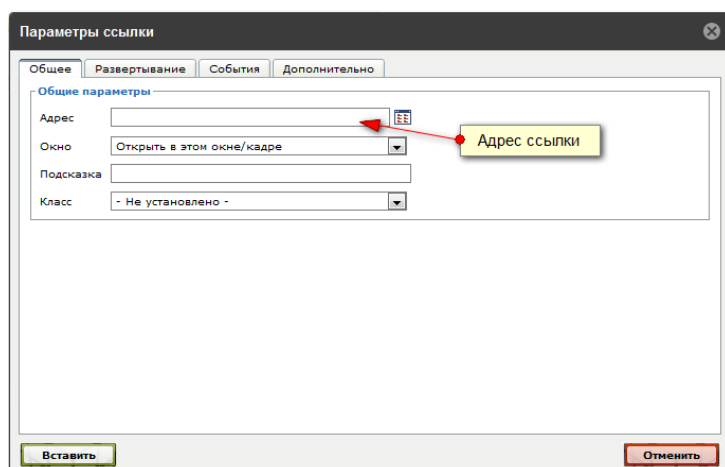 Параметры ссылки
Общее Развертывание События Дополнительно
Общие параметры
Адрес
Адрес ссылки
Окно Открыть в этом окне/кадре
Подсказка
Класс - Не установлено -
Вставить Отменить